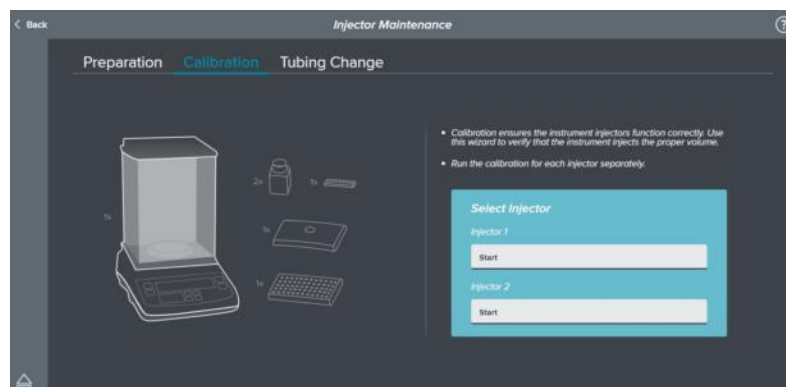 < Back
Injector Maintenance
?
Preparation Calibration Tubing Change
• Calibration ensures the instrument injectors function correctly. Use
this wizard to verify that the instrument injects the proper volume.
• Run the calibration for each injector separately.
1x
2x
1x
1x
1x
Select Injector
Injector 1
Start
Injector 2
Start